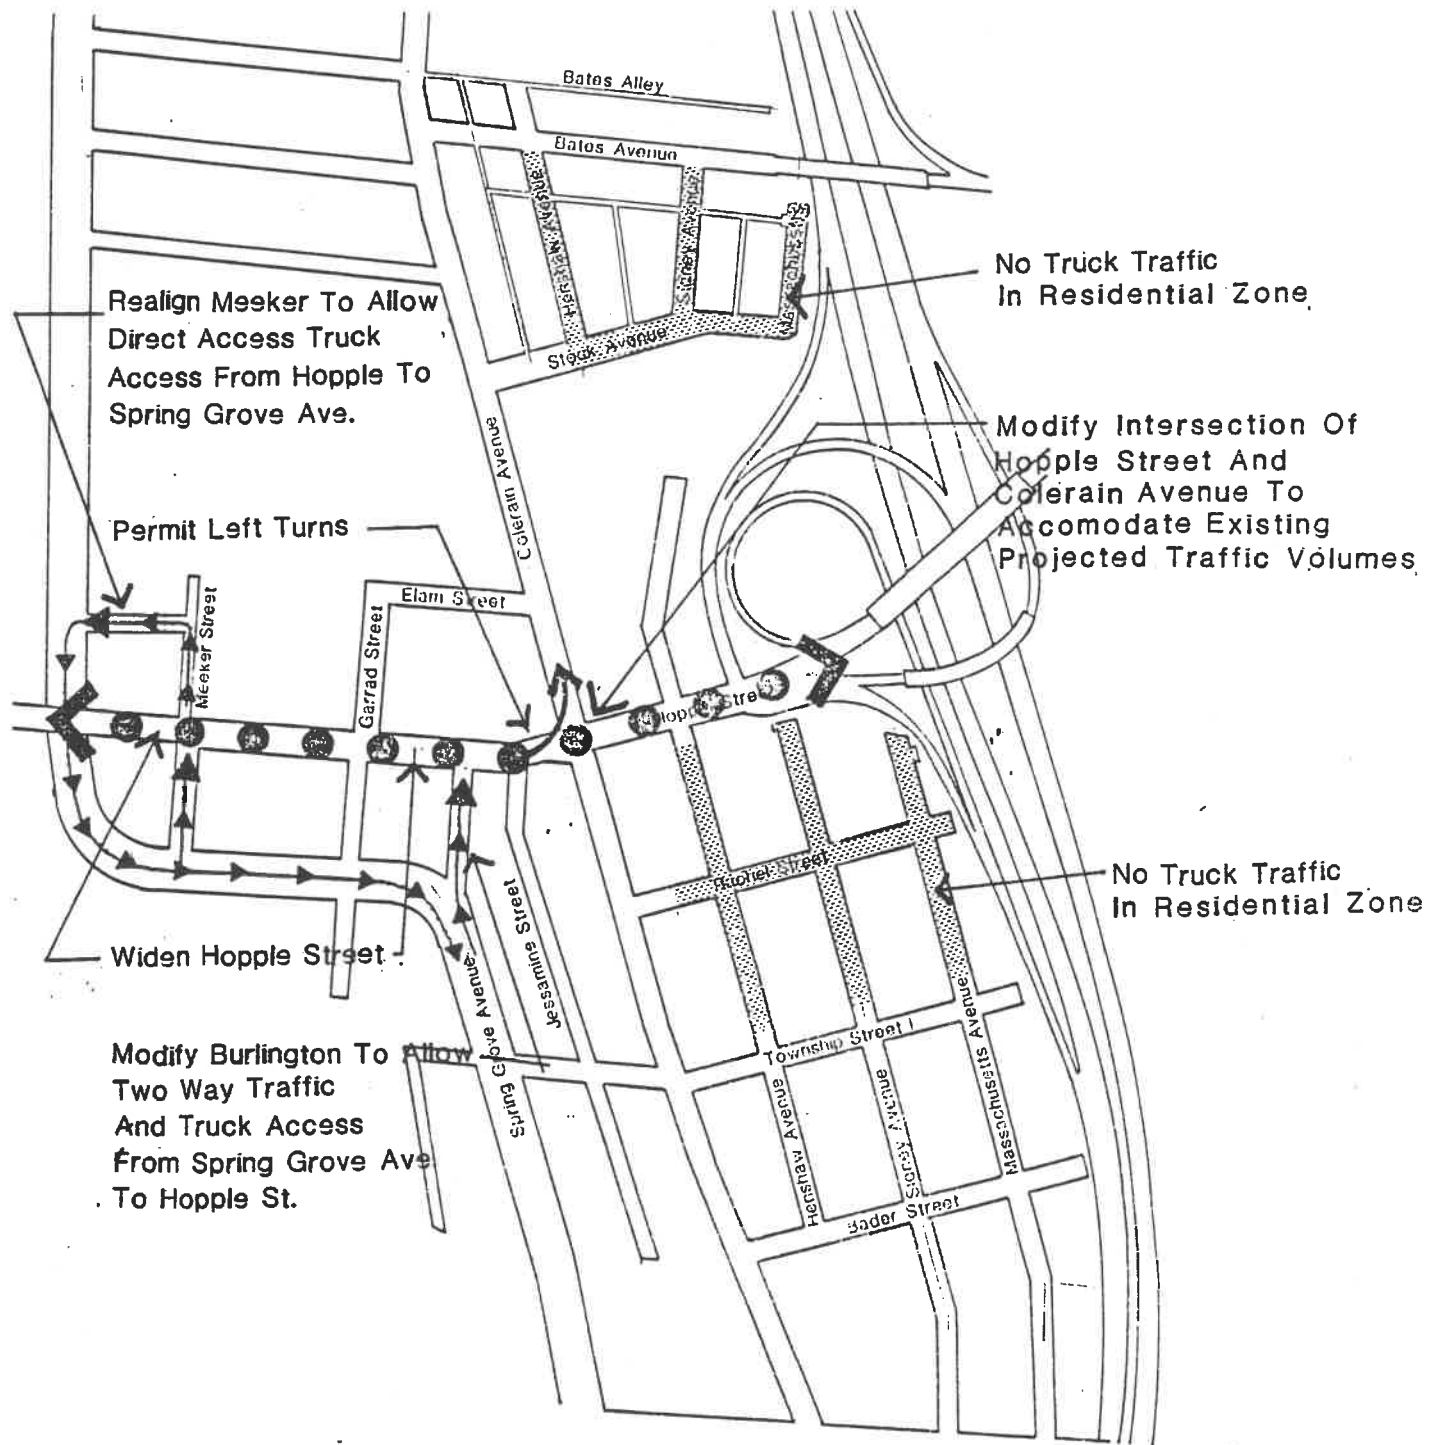 Bates Alley
Bates Avenue
Henshaw Avenue
Sidney Avenue
Stock Avenue
No Truck Traffic
In Residential Zone
Realign Meeker To Allow
Direct Access Truck
Access From Hopple To
Spring Grove Ave.
Colerain Avenue
Modify Intersection Of
Hopple Street And
Colerain Avenue To
Accomodate Existing
Projected Traffic Volumes
Permit Left Turns
Elam Street
Meeker Street
Garrad Street
Hopple Street
Street
No Truck Traffic
In Residential Zone
Widen Hopple Street
Jessamine Street
Spring Grove Avenue
Township Street
Massachusetts Avenue
Modify Burlington To Allow
Two Way Traffic
And Truck Access
From Spring Grove Ave
To Hopple St.
Henshaw Avenue
Sidney Avenue
Bader Street